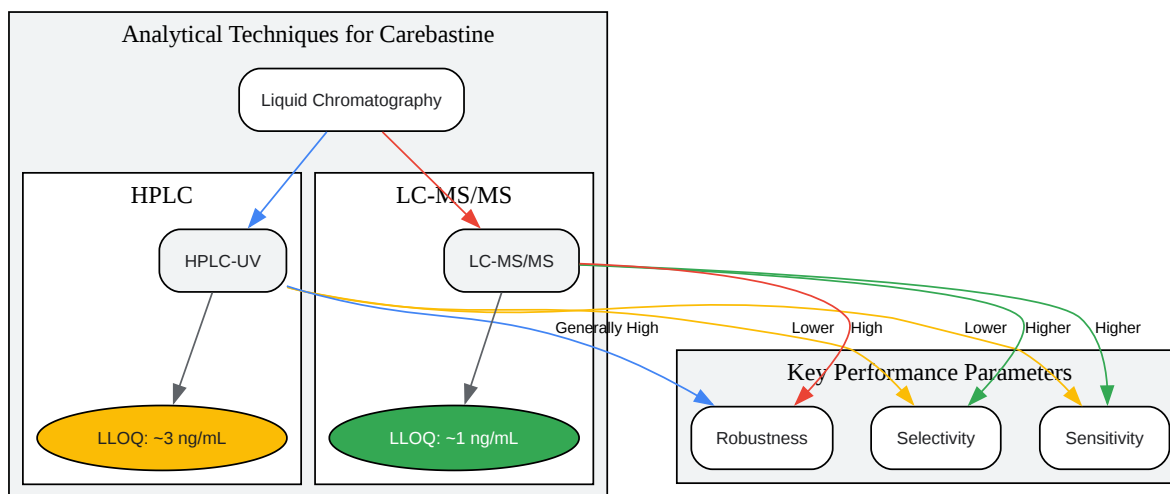 Analytical Techniques for Carebastine
Liquid Chromatography
HPLC
LC-MS/MS
HPLC-UV
LC-MS/MS
Generally High
Lower
High
Lower
Higher
Higher
Key Performance Parameters
LLOQ: ~3 ng/mL
LLOQ: ~1 ng/mL
Robustness
Selectivity
Sensitivity